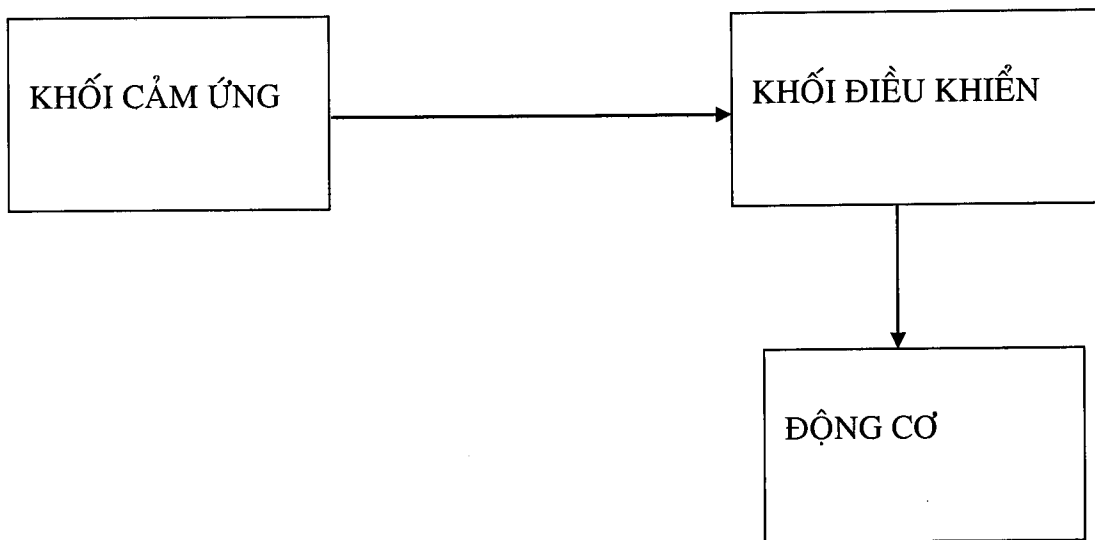 KHỐI CẢM ỨNG
KHỐI ĐIỀU KHIỂN
ĐỘNG CƠ